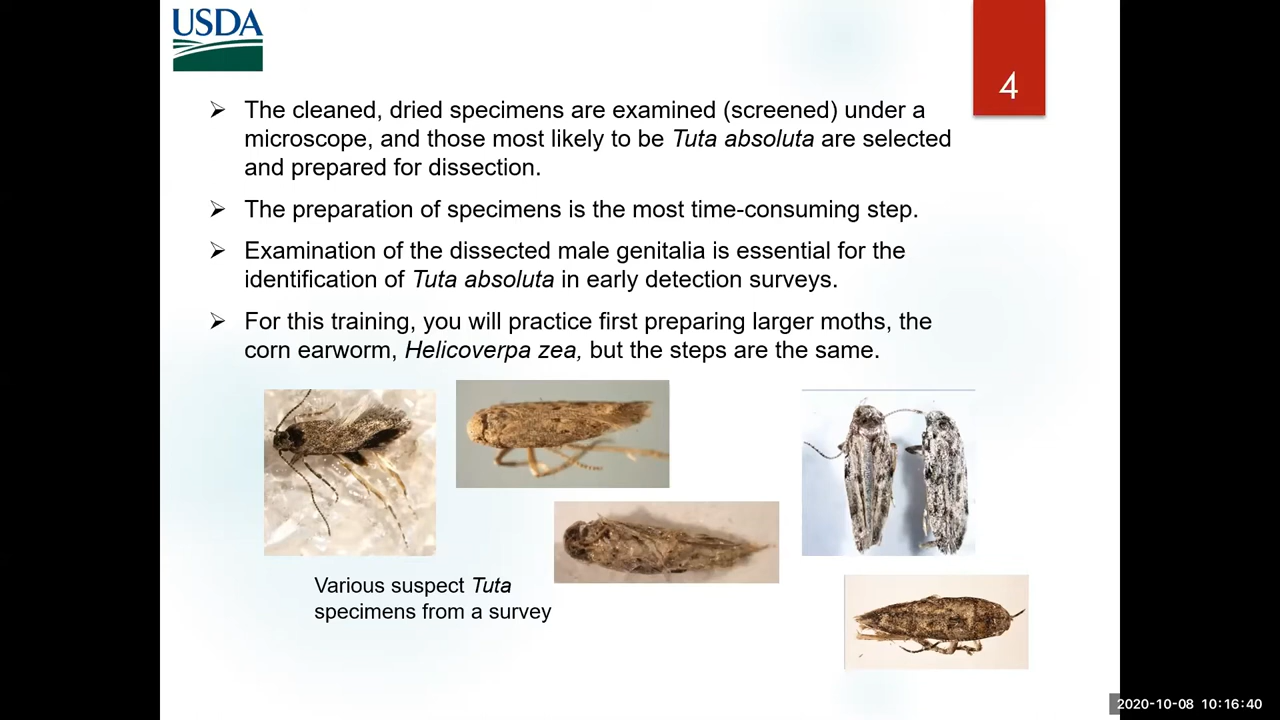 USDA
4
➢ The cleaned, dried specimens are examined (screened) under a
microscope, and those most likely to be Tuta absoluta are selected
and prepared for dissection.
➢ The preparation of specimens is the most time-consuming step.
➢ Examination of the dissected male genitalia is essential for the
identification of Tuta absoluta in early detection surveys.
➢ For this training, you will practice first preparing larger moths, the
corn earworm, Helicoverpa zea, but the steps are the same.
Various suspect Tuta
specimens from a survey
2020-10-08 10:16:40